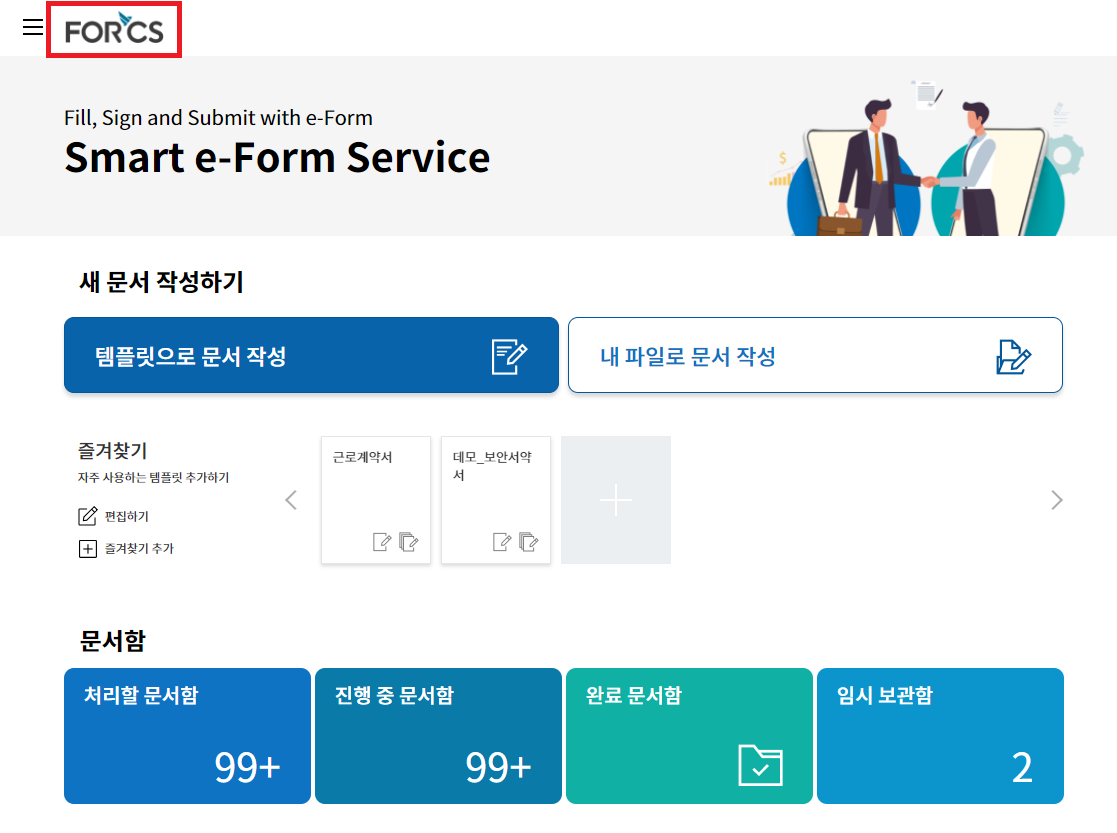 FORCS
Fill, Sign and Submit with e-Form
Smart e-Form Service
새 문서 작성하기
템플릿으로 문서 작성
내 파일로 문서 작성
즐겨찾기
자주 사용하는 템플릿 추가하기
편집하기
즐겨찾기 추가
근로계약서
데모_보안서약
서
문서함
처리할 문서함
99+
진행 중 문서함
99+
완료 문서함
임시 보관함
2